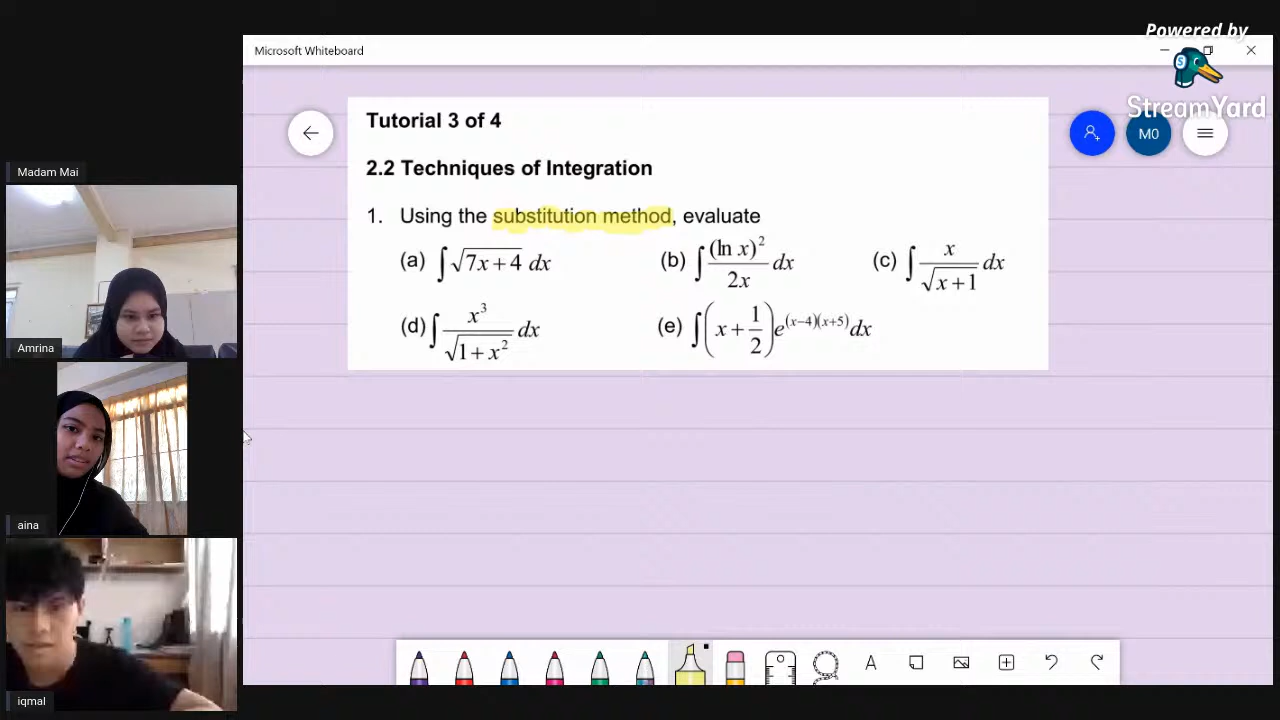 Powered by
StreamYard
Microsoft Whiteboard
M0
Tutorial 3 of 4
2.2 Techniques of Integration
1. Using the substitution method, evaluate
(a) ∫ √(7x+4) dx (b) ∫ (ln x)²/2x dx (c) ∫ x/√(x+1) dx
(d) ∫ x³/√(1+x²) dx (e) ∫ (x+1/2) e^((x−4)(x+5)) dx
Madam Mai
Amrina
aina
iqmal
A